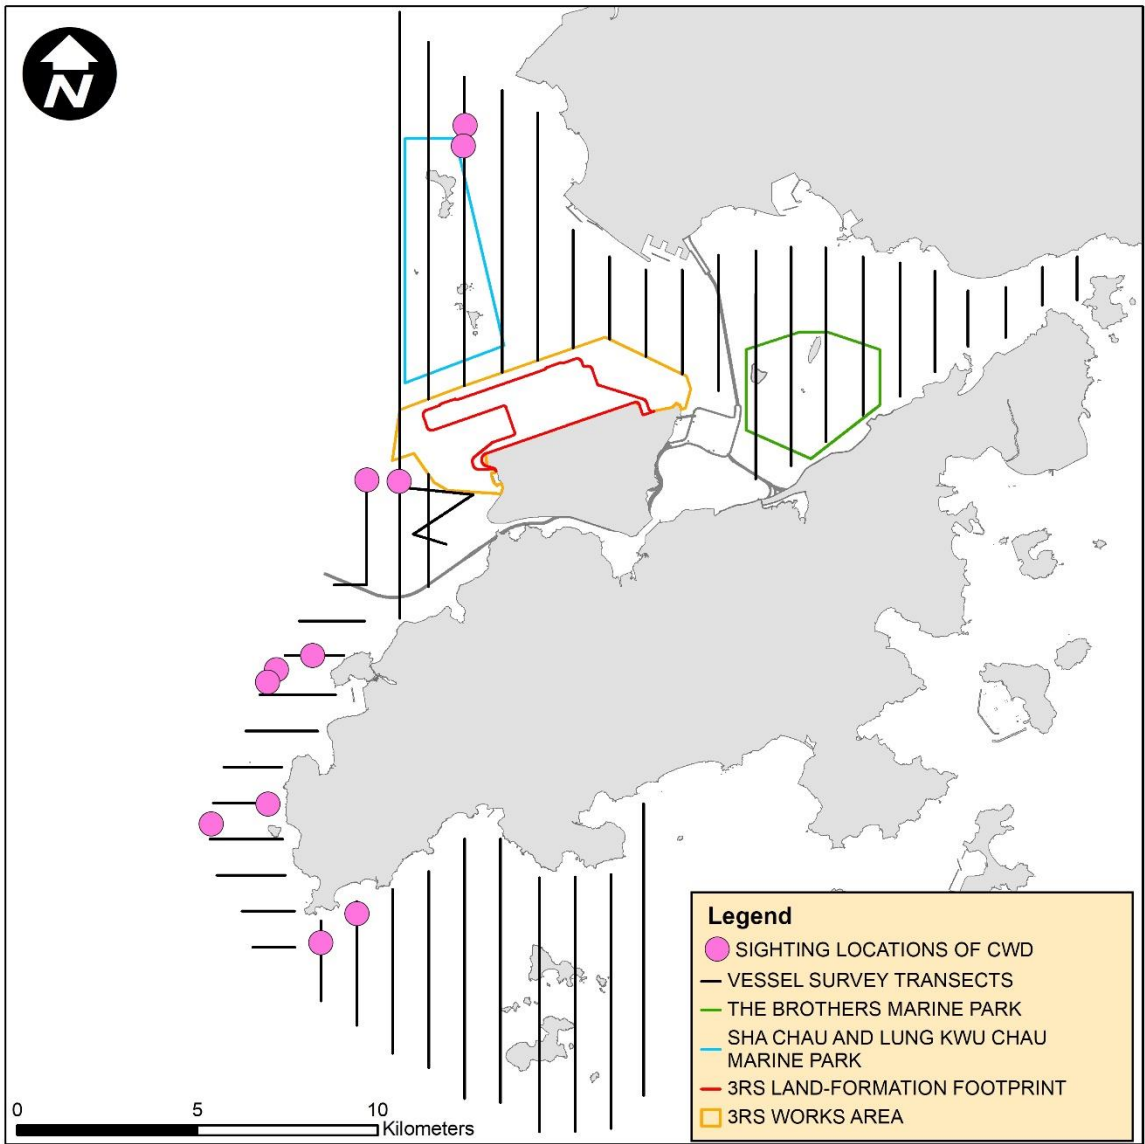 N
Legend
SIGHTING LOCATIONS OF CWD
VESSEL SURVEY TRANSECTS
THE BROTHERS MARINE PARK
SHA CHAU AND LUNG KWU CHAU
MARINE PARK
3RS LAND-FORMATION FOOTPRINT
3RS WORKS AREA
0 5 10
Kilometers